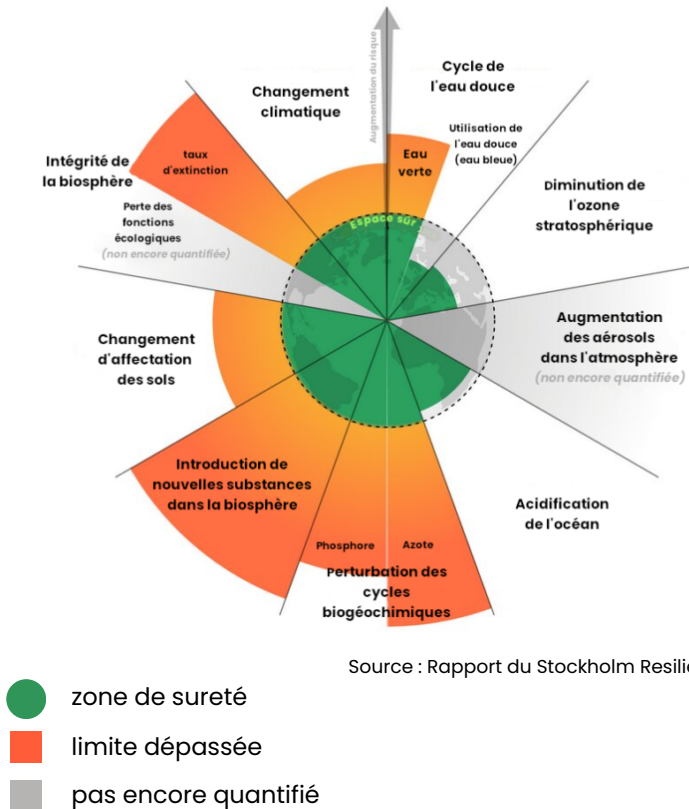 Augmentation du risque
Cycle de
l'eau douce
Changement
climatique
Utilisation de
l'eau douce
(eau bleue)
Eau
verte
taux
d'extinction
Intégrité de
la biosphère
Diminution de
l'ozone
stratosphérique
Perte des
fonctions
écologiques
(non encore quantifiée)
Espace sûr
Augmentation
des aérosols
dans l'atmosphère
(non encore quantifiée)
Changement
d'affectation
des sols
Introduction de
nouvelles substances
dans la biosphère
Acidification
de l'océan
Phosphore
Azote
Perturbation des
cycles
biogéochimiques
Source : Rapport du Stockholm Resilie
zone de sureté
limite dépassée
pas encore quantifié